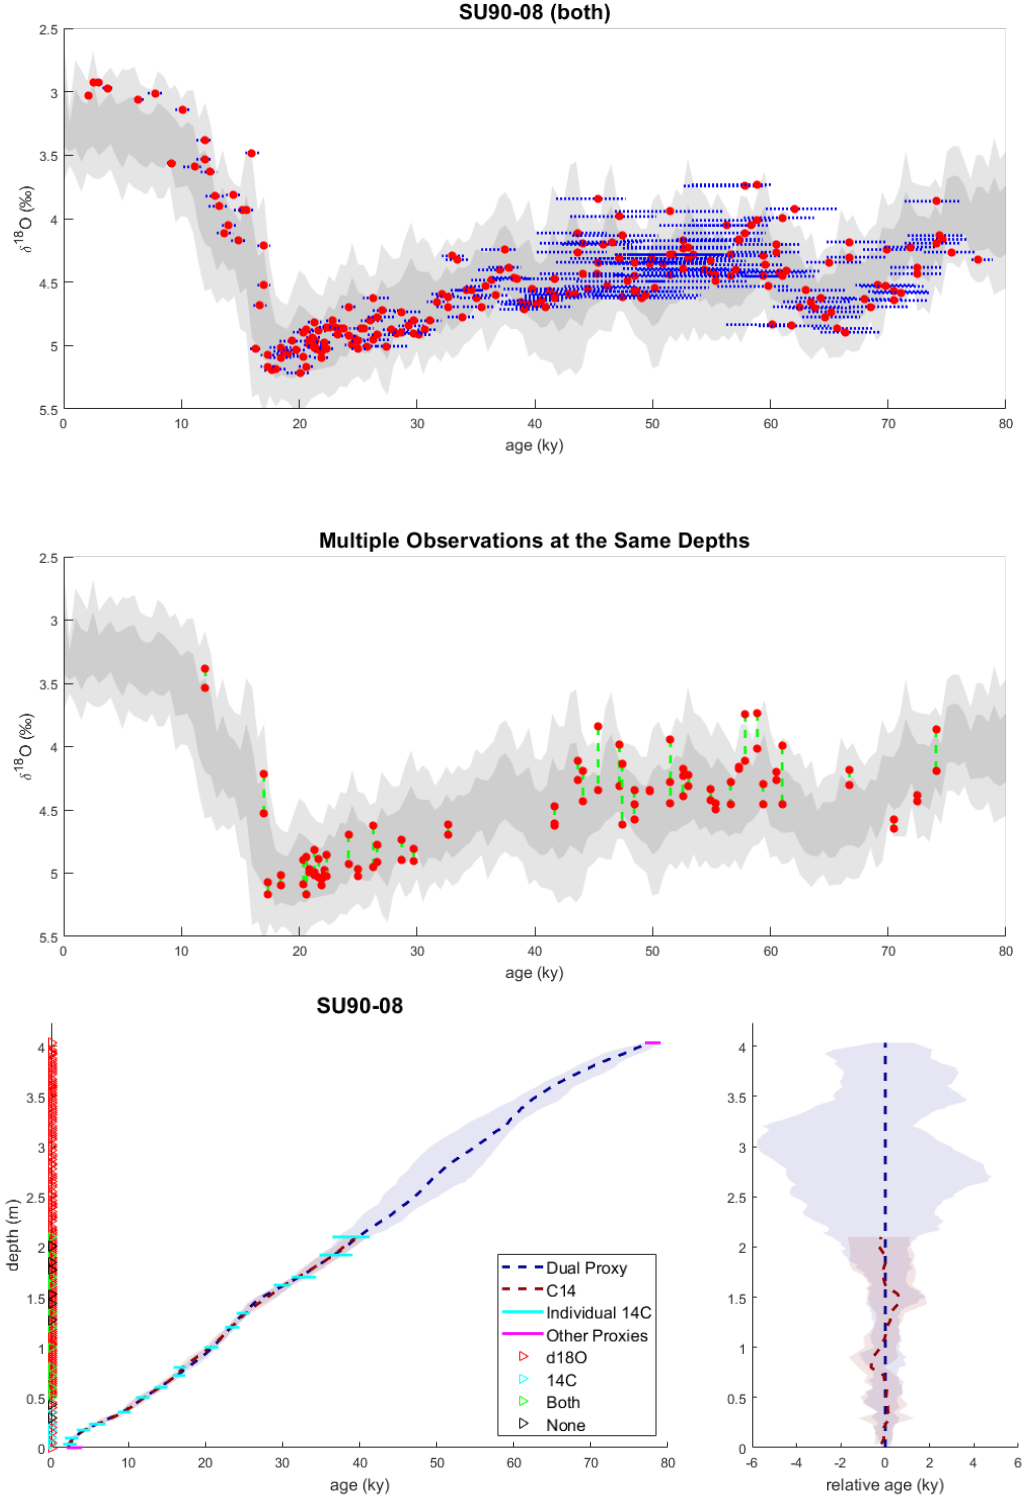 SU90-08 (both)
2.5
3
3.5
4
4.5
5
5.5
δ18O (‰)
0 10 20 30 40 50 60 70 80
age (ky)
Multiple Observations at the Same Depths
2.5
3
3.5
4
4.5
5
5.5
δ18O (‰)
0 10 20 30 40 50 60 70 80
age (ky)
SU90-08
4
3.5
3
2.5
2
1.5
1
0.5
0
depth (m)
0 10 20 30 40 50 60 70 80
age (ky)
Dual Proxy
C14
Individual 14C
Other Proxies
d18O
14C
Both
None
4
3.5
3
2.5
2
1.5
1
0.5
0
-6 -4 -2 0 2 4 6
relative age (ky)